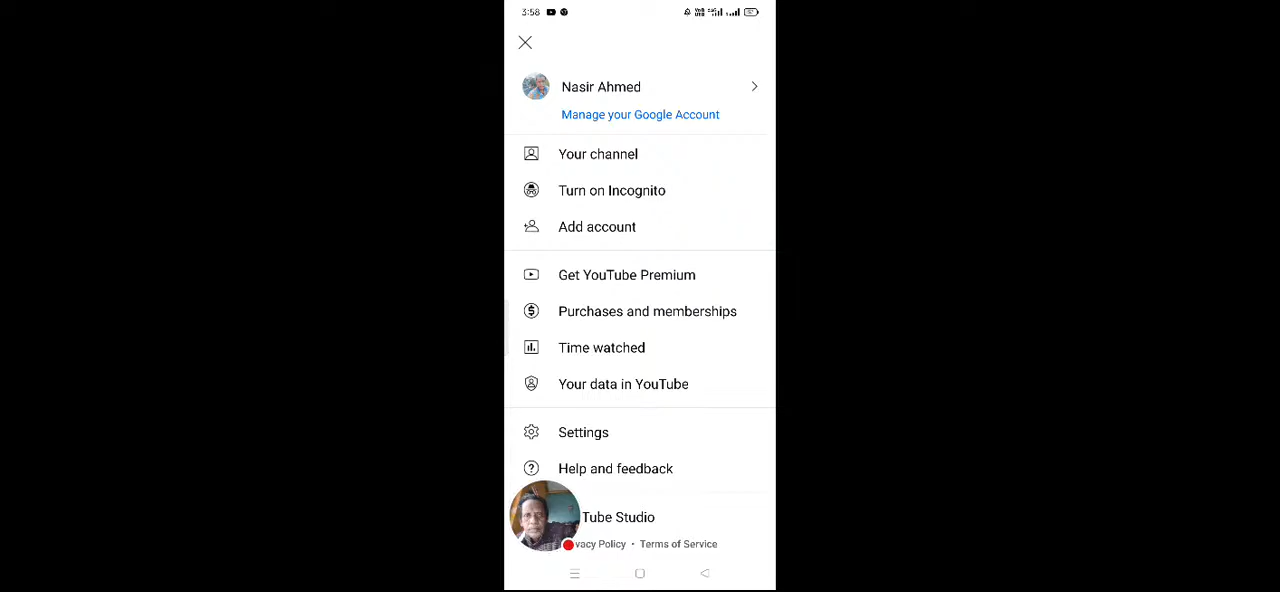 3:58
Nasir Ahmed
Manage your Google Account
Your channel
Turn on Incognito
Add account
Get YouTube Premium
Purchases and memberships
Time watched
Your data in YouTube
Settings
Help and feedback
Tube Studio
vacy Policy • Terms of Service